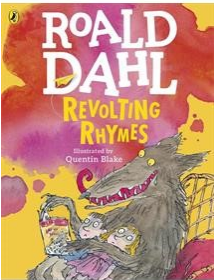 ROALD
DAHL
REVOLTING
RHYMES
Illustrated by
Quentin Blake